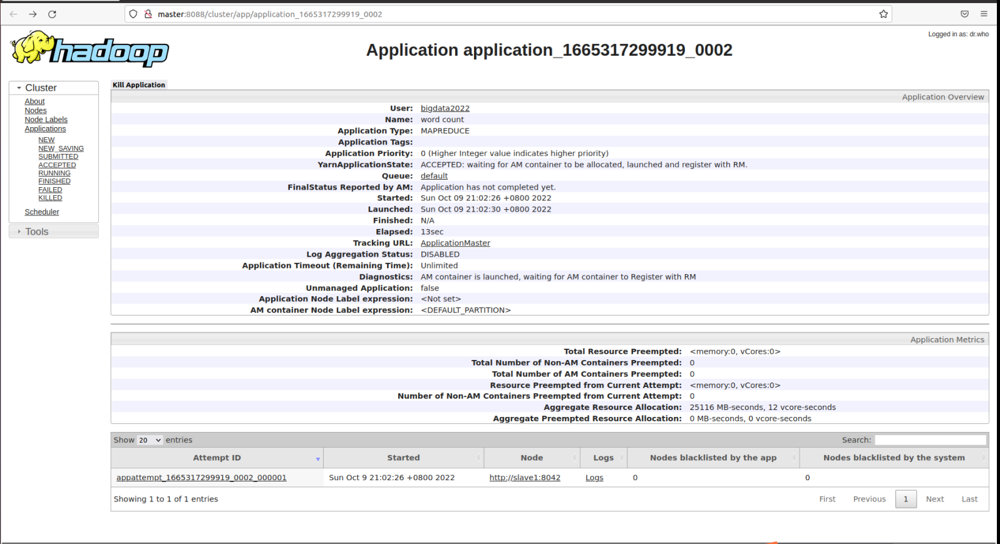 master:8088/cluster/app/application_1665317299919_0002
Logged in as: dr.who
hadoop
Application application_1665317299919_0002
Cluster
About
Nodes
Node Labels
Applications
NEW
NEW_SAVING
SUBMITTED
ACCEPTED
RUNNING
FINISHED
FAILED
KILLED
Scheduler
Tools
Kill Application
Application Overview
User: bigdata2022
Name: word count
Application Type: MAPREDUCE
Application Tags:
Application Priority: 0 (Higher Integer value indicates higher priority)
YarnApplicationState: ACCEPTED: waiting for AM container to be allocated, launched and register with RM.
Queue: default
FinalStatus Reported by AM: Application has not completed yet.
Started: Sun Oct 09 21:02:26 +0800 2022
Launched: Sun Oct 09 21:02:30 +0800 2022
Finished: N/A
Elapsed: 13sec
Tracking URL: ApplicationMaster
Log Aggregation Status: DISABLED
Application Timeout (Remaining Time): Unlimited
Diagnostics: AM container is launched, waiting for AM container to Register with RM
Unmanaged Application: false
Application Node Label expression: <Not set>
AM container Node Label expression: <DEFAULT_PARTITION>
Application Metrics
Total Resource Preempted: <memory:0, vCores:0>
Total Number of Non-AM Containers Preempted: 0
Total Number of AM Containers Preempted: 0
Resource Preempted from Current Attempt: <memory:0, vCores:0>
Number of Non-AM Containers Preempted from Current Attempt: 0
Aggregate Resource Allocation: 25116 MB-seconds, 12 vcore-seconds
Aggregate Preempted Resource Allocation: 0 MB-seconds, 0 vcore-seconds
Show 20 entries Search:
Attempt ID Started Node Logs Nodes blacklisted by the app Nodes blacklisted by the system
appattempt_1665317299919_0002_000001 Sun Oct 9 21:02:26 +0800 2022 http://slave1:8042 Logs 0 0
Showing 1 to 1 of 1 entries First Previous 1 Next Last